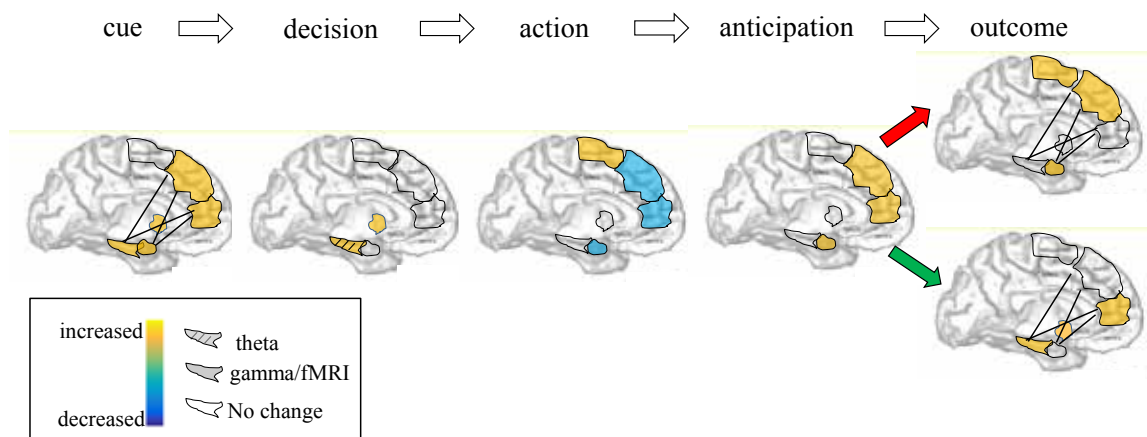 cue
decision
action
anticipation
outcome
increased
decreased
theta
gamma/fMRI
No change